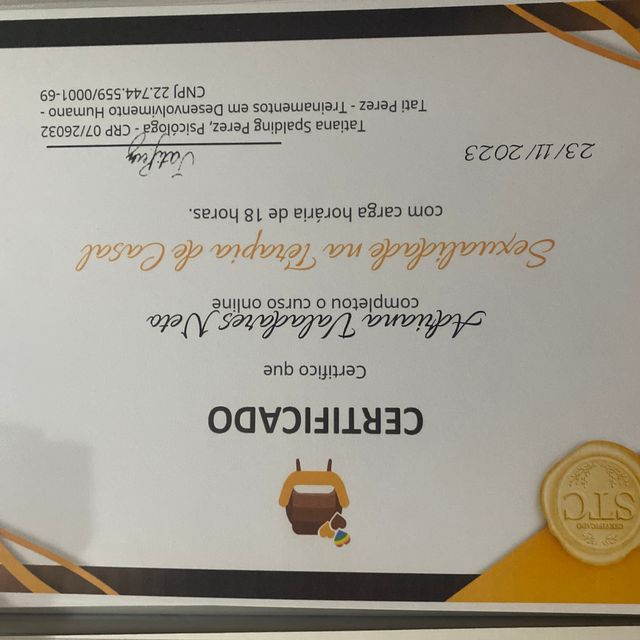 CERTIFICADO
Certifico que
Adriana Valadares Neto
completou o curso online
Sexualidade na Terapia de Casal
com carga horária de 18 horas.
23/11/2023
Tatiana Spalding Perez, Psicóloga - CRP 07/26032
Tati Perez - Treinamentos em Desenvolvimento Humano -
CNPJ 22.744.559/0001-69
CERTIFICADO
STC